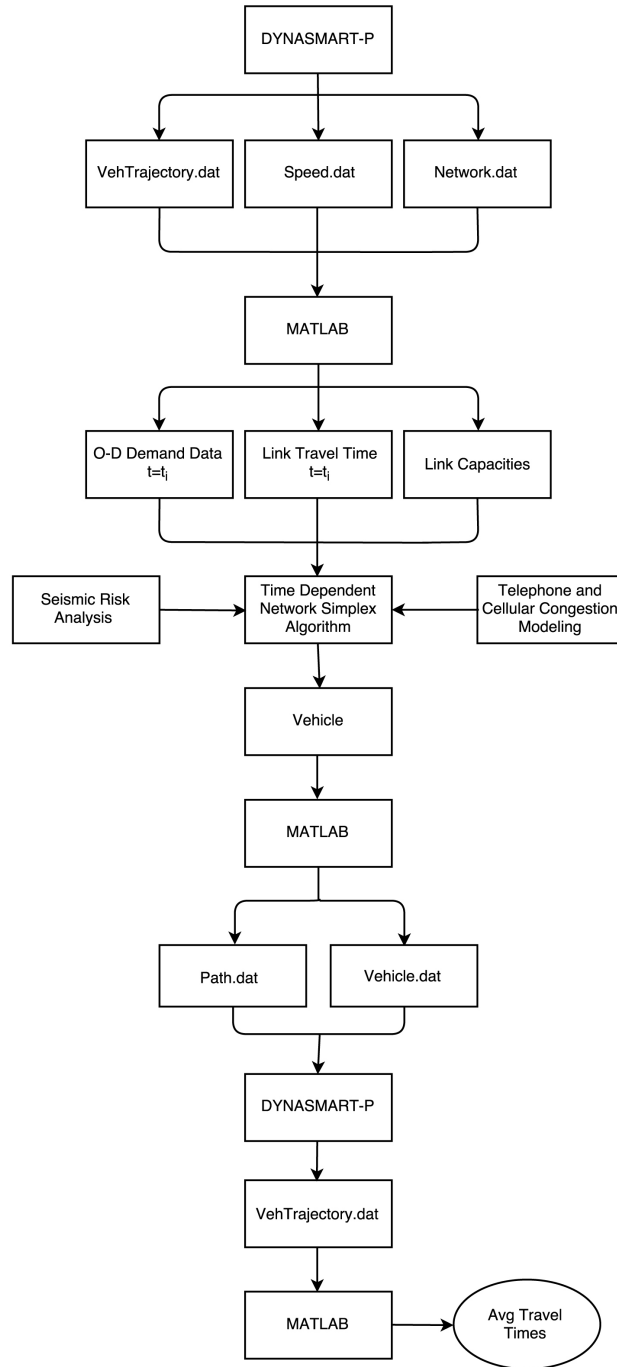 DYNASMART-P
VehTrajectory.dat
Speed.dat
Network.dat
MATLAB
O-D Demand Data
t=ti
Link Travel Time
t=ti
Link Capacities
Seismic Risk
Analysis
Time Dependent
Network Simplex
Algorithm
Telephone and
Cellular Congestion
Modeling
Vehicle
MATLAB
Path.dat
Vehicle.dat
DYNASMART-P
VehTrajectory.dat
MATLAB
Avg Travel
Times